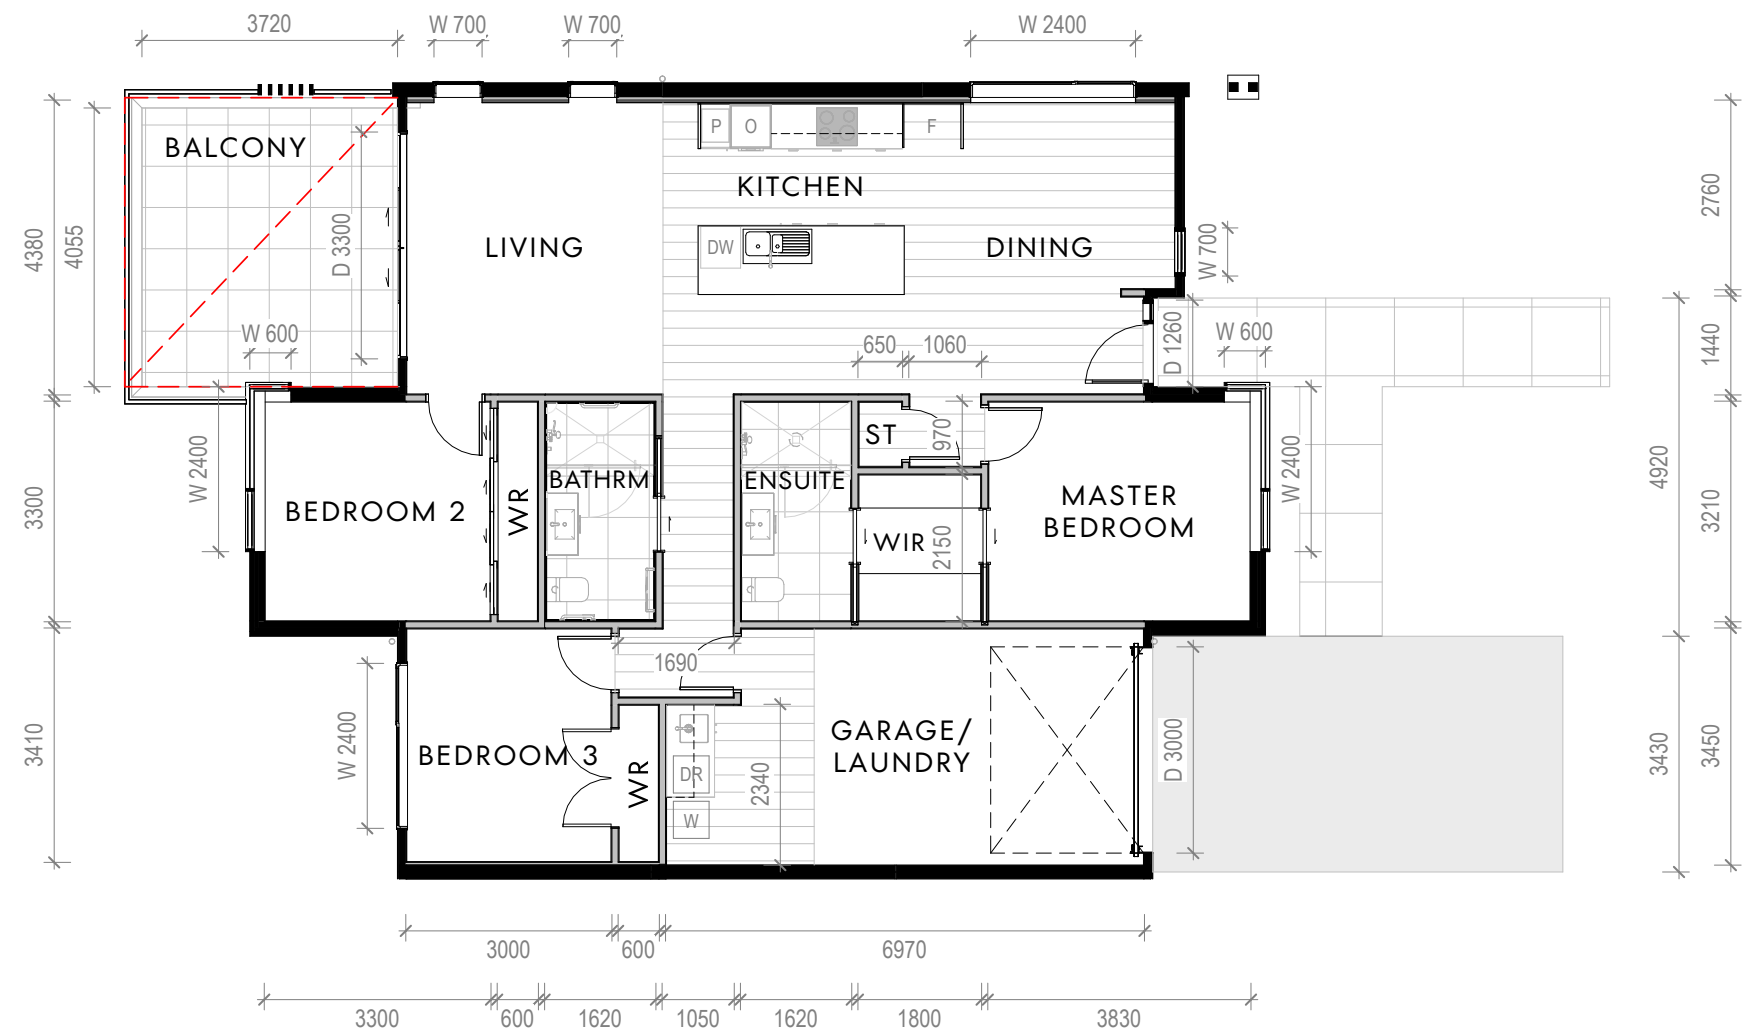 3720
W 700
W 700
W 2400
BALCONY
P
O
F
KITCHEN
LIVING
DW
DINING
D 3300
4380
4055
W 700
2760
W 600
650
1060
D 1260
W 600
1440
ST
970
W 2400
BATHRM
ENSUITE
W 2400
4920
3300
BEDROOM 2
WR
MASTER
BEDROOM
3210
WIR
2150
1690
W 2400
BEDROOM 3
WR
DR
W
2340
GARAGE/
LAUNDRY
D 3000
3410
3430
3450
3000
600
6970
3300
600
1620
1050
1620
1800
3830